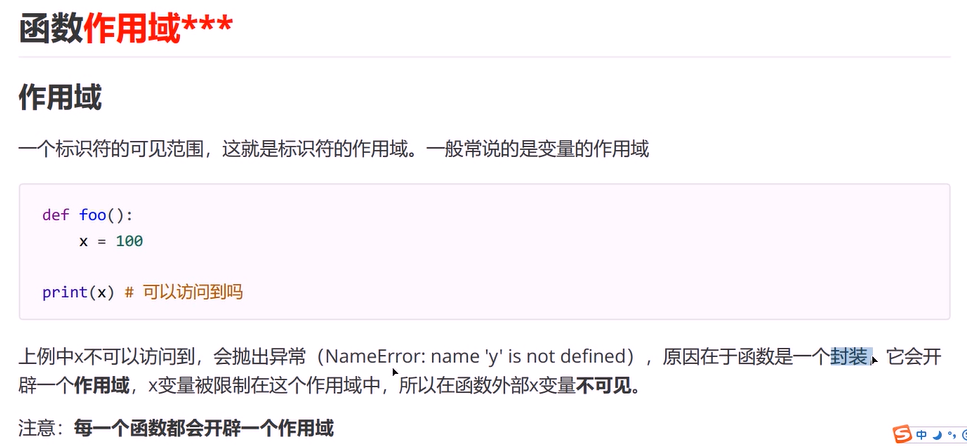 函数作用域***
作用域
一个标识符的可见范围，这就是标识符的作用域。一般常说的是变量的作用域
def foo():
    x = 100
print(x) # 可以访问到吗
上例中x不可以访问到，会抛出异常（NameError: name 'y' is not defined），原因在于函数是一个封装，它会开
辟一个作用域，x变量被限制在这个作用域中，所以在函数外部x变量不可见。
注意：每一个函数都会开辟一个作用域
S 中